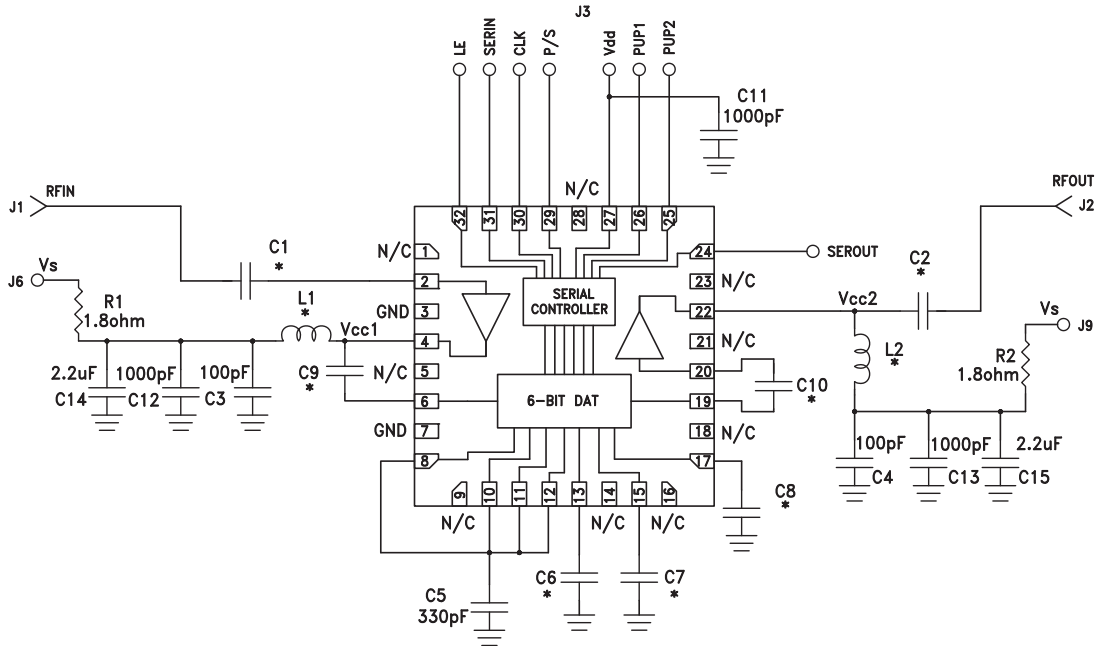 J3
LE
SERIN
CLK
P/S
Vdd
PUP1
PUP2
C11
1000pF
J1
RFIN
RFOUT
J2
N/C
32
31
30
29
28
27
26
25
N/C
1
24
SEROUT
C1
*
2
23
N/C
C2
*
J6
Vs
R1
1.8ohm
L1
*
Vcc1
GND
3
SERIAL
CONTROLLER
22
Vcc2
Vs
J9
4
21
N/C
L2
*
R2
1.8ohm
2.2uF
C14
1000pF
C12
100pF
C3
C9
*
N/C
5
20
C10
*
6
6-BIT DAT
19
GND
7
18
N/C
100pF
C4
1000pF
C13
2.2uF
C15
8
17
9
10
11
12
13
14
15
16
N/C
N/C
N/C
C8
*
C5
330pF
C6
*
C7
*